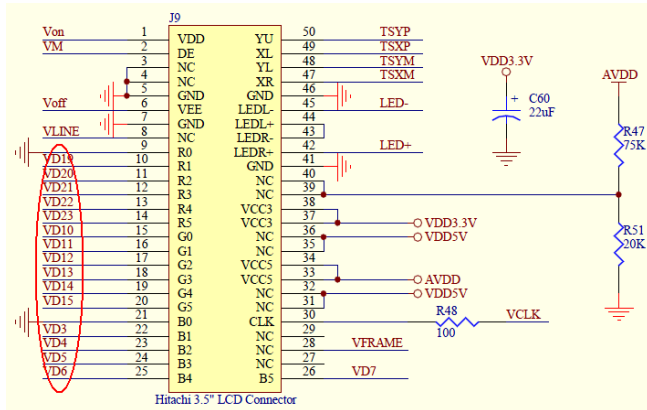 J9
Von 1 VDD YU 50 TSYP
VM 2 DE XL 49 TSXP
3 NC YL 48 TSYM
4 NC XR 47 TSXM
5 GND GND 46
Voff 6 VEE LEDL- 45 LED-
7 GND LEDL+ 44
VLINE 8 NC LEDR- 43
9 R0 LEDR+ 42 LED+
VD19 10 R1 GND 41
VD20 11 R2 NC 40
VD21 12 R3 NC 39
VD22 13 R4 VCC3 38
VD23 14 R5 VCC3 37 VDD3.3V
VD10 15 G0 NC 36 VDD5V
VD11 16 G1 NC 35
VD12 17 G2 VCC5 34
VD13 18 G3 VCC5 33 AVDD
VD14 19 G4 NC 32 VDD5V
VD15 20 G5 NC 31
21 B0 CLK 30 R48 VCLK
100
VD3 22 B1 NC 29
VD4 23 B2 NC 28 VFRAME
VD5 24 B3 NC 27
VD6 25 B4 B5 26 VD7
Hitachi 3.5" LCD Connector
VDD3.3V
+ C60
22uF
AVDD
R47
75K
R51
20K